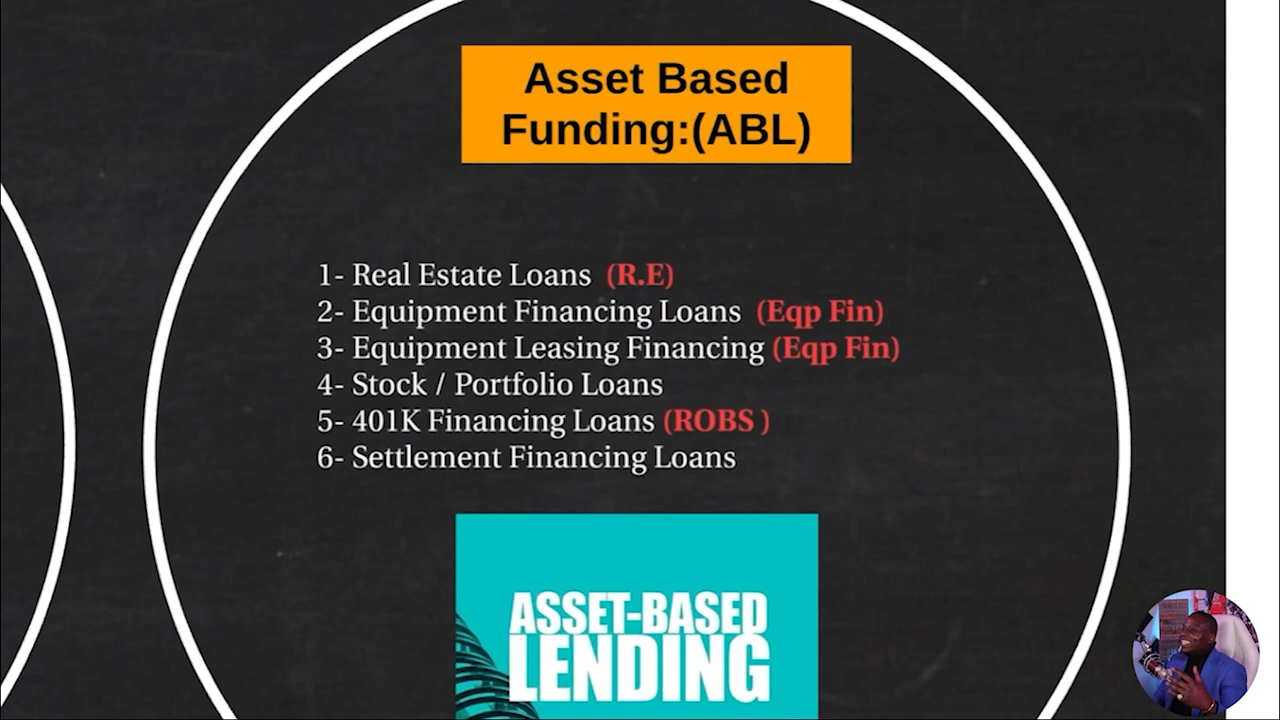 Asset Based
Funding:(ABL)
1- Real Estate Loans (R.E)
2- Equipment Financing Loans (Eqp Fin)
3- Equipment Leasing Financing (Eqp Fin)
4- Stock / Portfolio Loans
5- 401K Financing Loans (ROBS )
6- Settlement Financing Loans
ASSET-BASED
LENDING